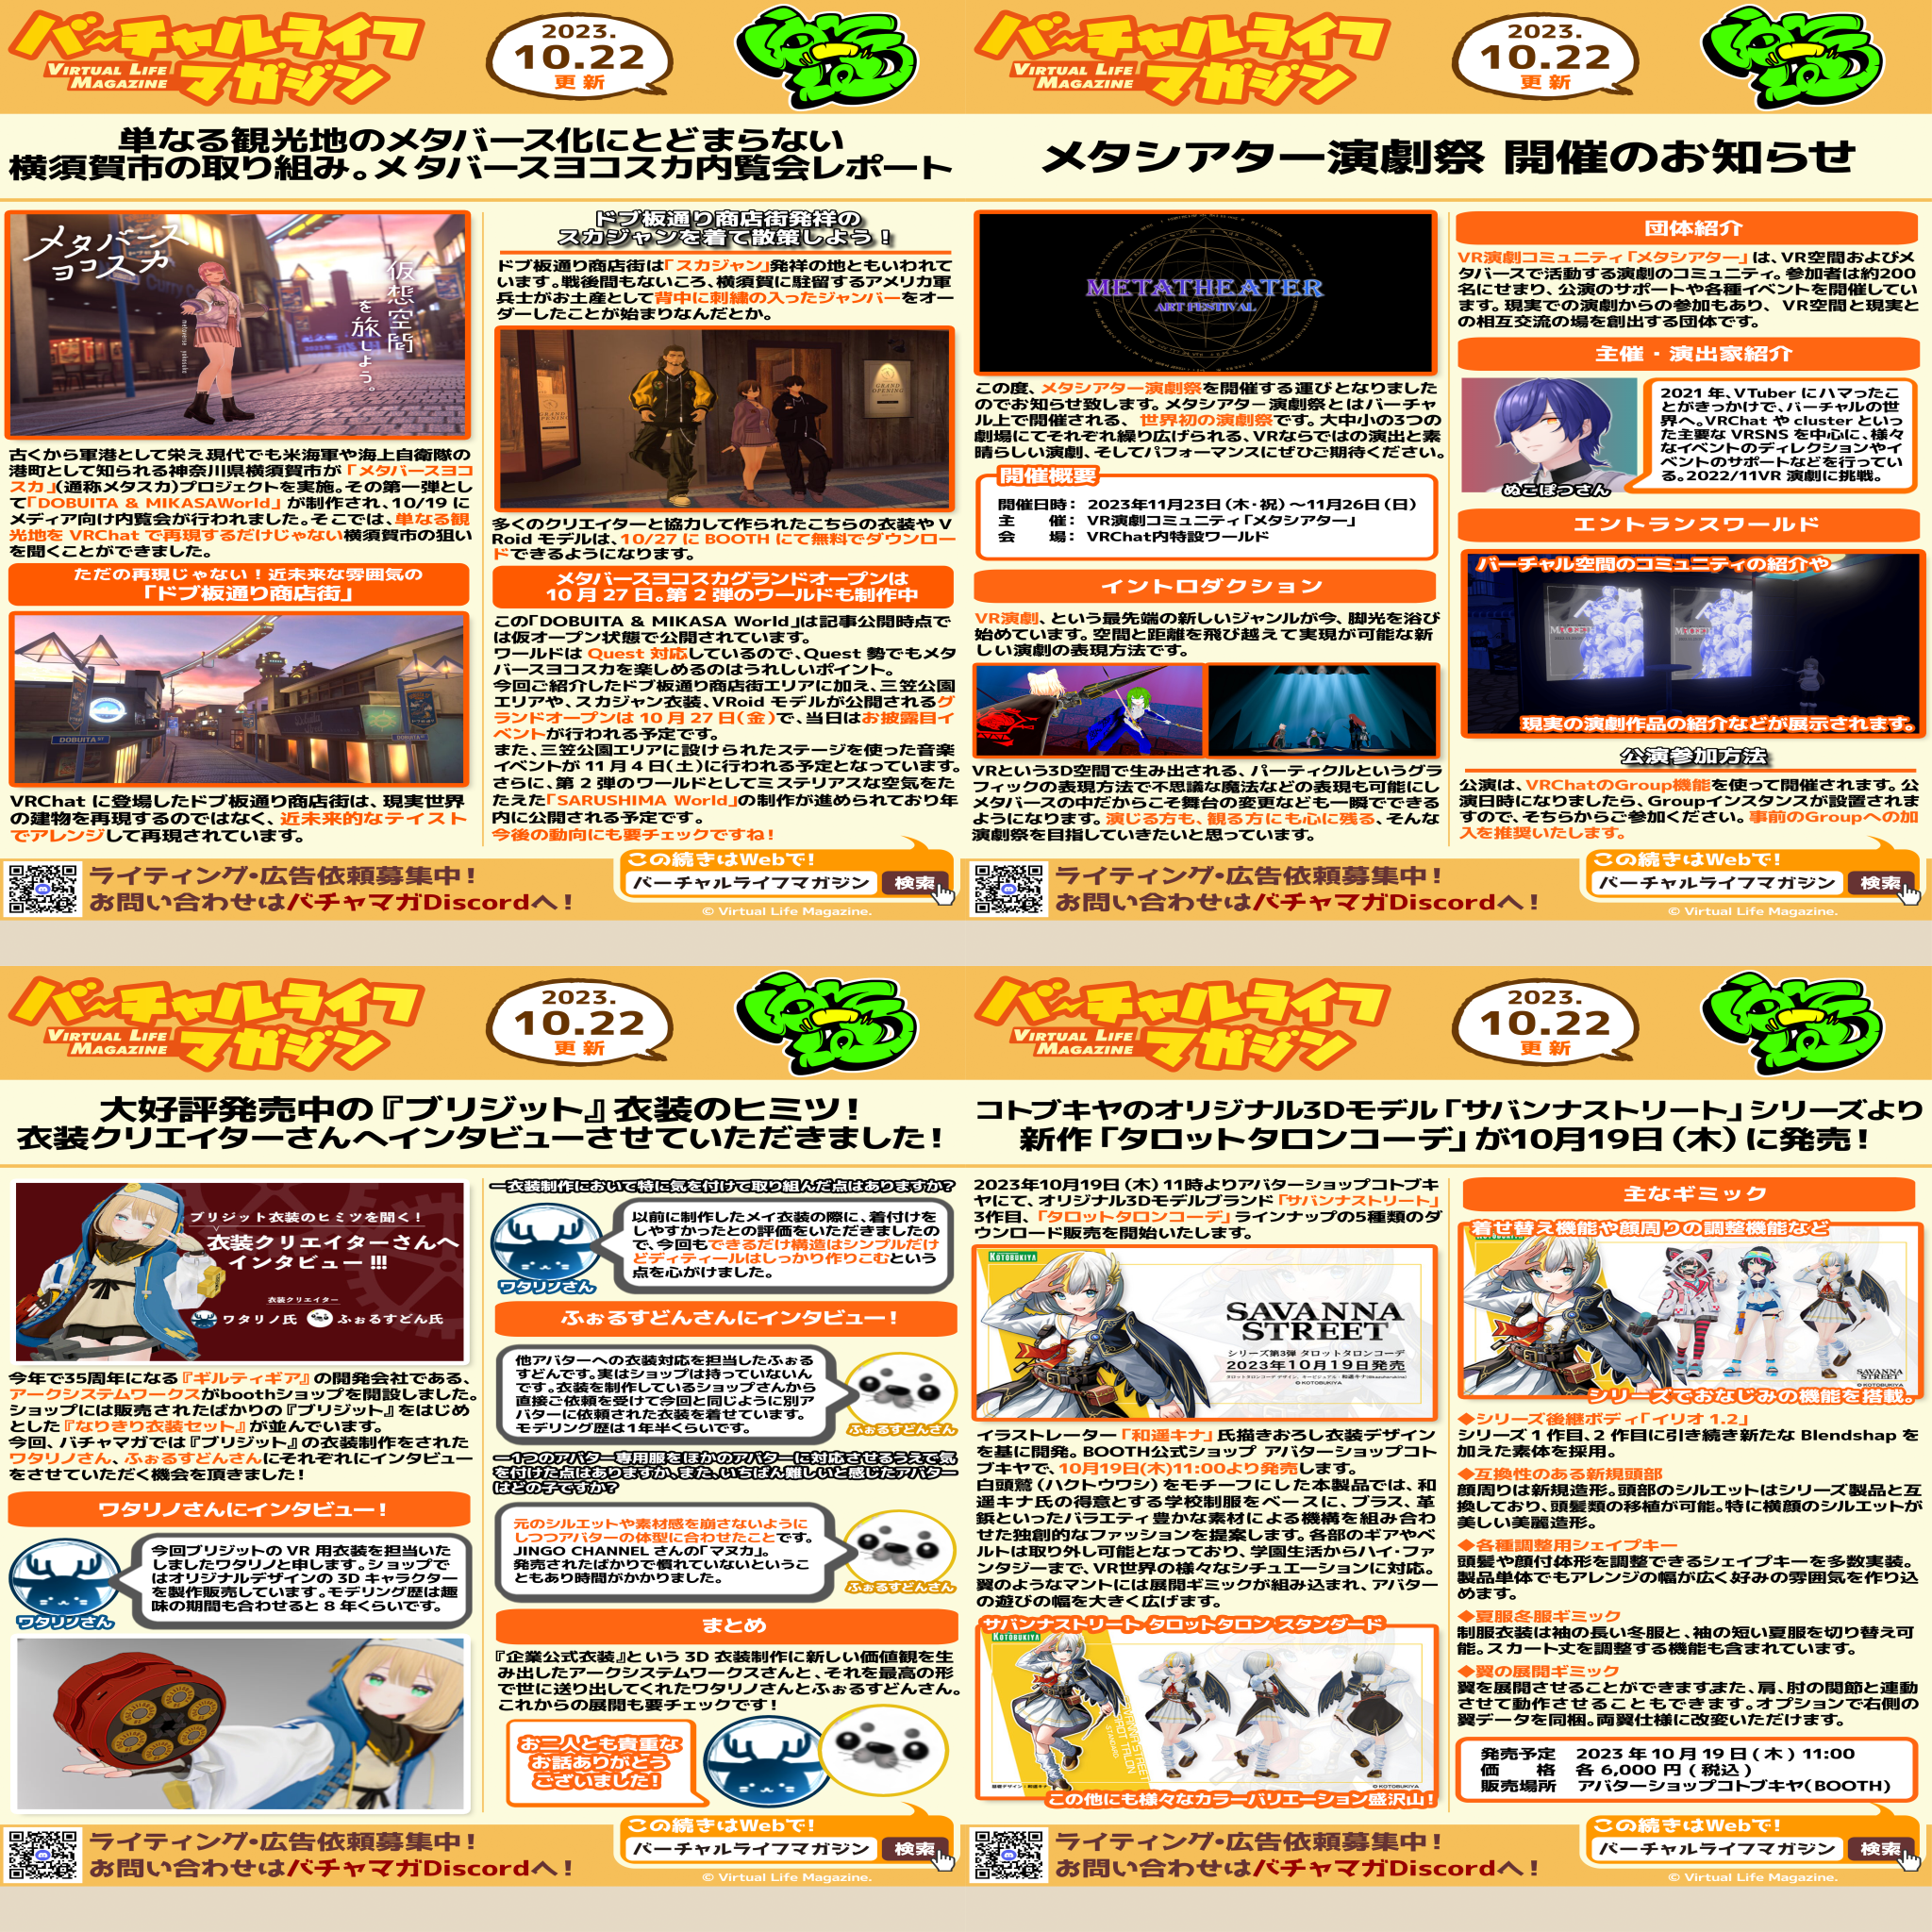 バーチャルライフ
マガジン
VIRTUAL LIFE
MAGAZINE
2023.
10.22
更新
単なる観光地のメタバース化にとどまらない
横須賀市の取り組み。メタバースヨコスカ内覧会レポート
メタバース
ヨコスカ
仮想空間
を旅しよう。
古くから軍港として栄え現代でも米海軍や海上自衛隊の
港町として知られる神奈川県横須賀市が「メタバースヨコ
スカ」(通称メタスカ)プロジェクトを実施。その第一弾とし
て「DOBUITA & MIKASAWorld」が制作され、10/19 に
メディア向け内覧会が行われました。そこでは、単なる観
光地を VRChat で再現するだけじゃない横須賀市の狙い
を聞くことができました。
ただの再現じゃない！近未来な雰囲気の
「ドブ板通り商店街」
DOBUITA
VRChat に登場したドブ板通り商店街は、現実世界
の建物を再現するのではなく、近未来的なテイスト
でアレンジして再現されています。
ドブ板通り商店街発祥の
スカジャンを着て散策しよう！
ドブ板通り商店街は「スカジャン」発祥の地ともいわれて
います。戦後間もないころ、横須賀に駐留するアメリカ軍
兵士がお土産として背中に刺繍の入ったジャンパーをオー
ダーしたことが始まりなんだとか。
GRAND
OPENING
多くのクリエイターと協力して作られたこちらの衣装や V
Roid モデルは、10/27 に BOOTH にて無料でダウンロー
ドできるようになります。
メタバースヨコスカグランドオープンは
10 月 27 日。第 2 弾のワールドも制作中
この「DOBUITA & MIKASA World」は記事公開時点で
は仮オープン状態で公開されています。
ワールドは Quest 対応しているので、Quest 勢でもメタ
バースヨコスカを楽しめるのはうれしいポイント。
今回ご紹介したドブ板通り商店街エリアに加え、三笠公園
エリアや、スカジャン衣装、VRoid モデルが公開されるグ
ランドオープンは 10 月 27 日(金)で、当日はお披露目イ
ベントが行われる予定です。
また、三笠公園エリアに設けられたステージを使った音楽
イベントが 11 月 4 日(土)に行われる予定となっています。
さらに、第 2 弾のワールドとしてミステリアスな空気をた
たえた「SARUSHIMA World」の制作が進められており年
内に公開される予定です。
今後の動向にも要チェックですね！
ライティング・広告依頼募集中！
お問い合わせはバチャマガDiscordへ！
この続きはWebで！
バーチャルライフマガジン 検索
© Virtual Life Magazine.
バーチャルライフ
マガジン
VIRTUAL LIFE
MAGAZINE
2023.
10.22
更新
メタシアター演劇祭 開催のお知らせ
METATHEATER
ART FESTIVAL
この度、メタシアター演劇祭を開催する運びとなりました
のでお知らせ致します。メタシアター演劇祭とはバーチャ
ル上で開催される、世界初の演劇祭です。大中小の3つの
劇場にてそれぞれ繰り広げられる、VRならではの演出と素
晴らしい演劇、そしてパフォーマンスにぜひご期待ください。
開催概要
開催日時： 2023年11月23日（木・祝）～11月26日（日）
主　催： VR演劇コミュニティ「メタシアター」
会　場： VRChat内特設ワールド
イントロダクション
VR演劇、という最先端の新しいジャンルが今、脚光を浴び
始めています。空間と距離を飛び越えて実現が可能な新
しい演劇の表現方法です。
VRという3D空間で生み出される、パーティクルというグラ
フィックの表現方法で不思議な魔法などの表現も可能にし
メタバースの中だからこそ舞台の変更なども一瞬でできる
ようになります。演じる方も、観る方にも心に残る、そんな
演劇祭を目指していきたいと思っています。
団体紹介
VR演劇コミュニティ「メタシアター」は、VR空間およびメ
タバースで活動する演劇のコミュニティ。参加者は約200
名にせまり、公演のサポートや各種イベントを開催してい
ます。現実での演劇からの参加もあり、VR空間と現実と
の相互交流の場を創出する団体です。
主催・演出家紹介
ぬこぽつさん
2021 年、VTuber にハマったこ
とがきっかけで、バーチャルの世
界へ。VRChat や cluster といっ
た主要な VRSNS を中心に、様々
なイベントのディレクションやイ
ベントのサポートなどを行ってい
る。2022/11VR 演劇に挑戦。
エントランスワールド
バーチャル空間のコミュニティの紹介や
現実の演劇作品の紹介などが展示されます。
公演参加方法
公演は、VRChatのGroup機能を使って開催されます。公
演日時になりましたら、Groupインスタンスが設置されま
すので、そちらからご参加ください。事前のGroupへの加
入を推奨いたします。
ライティング・広告依頼募集中！
お問い合わせはバチャマガDiscordへ！
この続きはWebで！
バーチャルライフマガジン 検索
© Virtual Life Magazine.
バーチャルライフ
マガジン
VIRTUAL LIFE
MAGAZINE
2023.
10.22
更新
大好評発売中の『ブリジット』衣装のヒミツ！
衣装クリエイターさんへインタビューさせていただきました！
ブリジット衣装のヒミツを聞く！
衣装クリエイターさんへ
インタビュー!!!
衣装クリエイター
ワタリノ氏 ふぉるすどん氏
今年で35周年になる『ギルティギア』の開発会社である、
アークシステムワークスがboothショップを開設しました。
ショップには販売されたばかりの『ブリジット』をはじめ
とした『なりきり衣装セット』が並んでいます。
今回、バチャマガでは『ブリジット』の衣装制作をされた
ワタリノさん、ふぉるすどんさんにそれぞれにインタビュー
をさせていただく機会を頂きました！
ワタリノさんにインタビュー！
ワタリノさん
今回ブリジットの VR 用衣装を担当いた
しましたワタリノと申します。ショップで
はオリジナルデザインの 3D キャラクター
を製作販売しています。モデリング歴は趣
味の期間も合わせると 8 年くらいです。
―衣装制作において特に気を付けて取り組んだ点はありますか？
ワタリノさん
以前に制作したメイ衣装の際に、着付けを
しやすかったとの評価をいただきましたの
で、今回もできるだけ構造はシンプルだけ
どディティールはしっかり作りこむという
点を心がけました。
ふぉるすどんさんにインタビュー！
他アバターへの衣装対応を担当したふぉる
すどんです。実はショップは持っていないん
です。衣装を制作しているショップさんから
直接ご依頼を受けて今回と同じように別ア
バターに依頼された衣装を着せています。
モデリング歴は1年半くらいです。
ふぉるすどんさん
―1つのアバター専用服をほかのアバターに対応させるうえで気
を付けた点はありますか、また、いちばん難しいと感じたアバター
はどの子ですか？
元のシルエットや素材感を崩さないように
しつつアバターの体型に合わせたことです。
JINGO CHANNEL さんの「マヌカ」。
発売されたばかりで慣れていないというこ
ともあり時間がかかりました。
ふぉるすどんさん
まとめ
『企業公式衣装』という 3D 衣装制作に新しい価値観を生
み出したアークシステムワークスさんと、それを最高の形
で世に送り出してくれたワタリノさんとふぉるすどんさん。
これからの展開も要チェックです！
お二人とも貴重な
お話ありがとう
ございました！
ライティング・広告依頼募集中！
お問い合わせはバチャマガDiscordへ！
この続きはWebで！
バーチャルライフマガジン 検索
© Virtual Life Magazine.
バーチャルライフ
マガジン
VIRTUAL LIFE
MAGAZINE
2023.
10.22
更新
コトブキヤのオリジナル3Dモデル「サバンナストリート」シリーズより
新作「タロットタロンコーデ」が10月19日（木）に発売！
2023年10月19日（木）11時よりアバターショップコトブキ
ヤにて、オリジナル3Dモデルブランド「サバンナストリート」
3作目、「タロットタロンコーデ」ラインナップの5種類のダ
ウンロード販売を開始いたします。
KOTOBUKIYA
SAVANNA
STREET
シリーズ第3弾 タロットタロンコーデ
2023年10月19日発売
© KOTOBUKIYA
イラストレーター「和遥キナ」氏描きおろし衣装デザイン
を基に開発。BOOTH公式ショップ アバターショップコト
ブキヤで、10月19日(木)11:00より発売します。
白頭鷲（ハクトウワシ）をモチーフにした本製品では、和
遥キナ氏の得意とする学校制服をベースに、ブラス、革
鋲といったバラエティ豊かな素材による機構を組み合わ
せた独創的なファッションを提案します。各部のギアやベ
ルトは取り外し可能となっており、学園生活からハイ・ファ
ンタジーまで、VR世界の様々なシチュエーションに対応。
翼のようなマントには展開ギミックが組み込まれ、アバター
の遊びの幅を大きく広げます。
サバンナストリート タロットタロン スタンダード
KOTOBUKIYA
© KOTOBUKIYA
この他にも様々なカラーバリエーション盛沢山！
主なギミック
着せ替え機能や顔周りの調整機能など
SAVANNA
STREET
© KOTOBUKIYA
シリーズでおなじみの機能を搭載。
◆シリーズ後継ボディ「イリオ 1.2」
シリーズ 1 作目、2 作目に引き続き新たな Blendshap を
加えた素体を採用。
◆互換性のある新規頭部
顔周りは新規造形。頭部のシルエットはシリーズ製品と互
換しており、頭髪類の移植が可能。特に横顔のシルエットが
美しい美麗造形。
◆各種調整用シェイプキー
頭髪や顔付体形を調整できるシェイプキーを多数実装。
製品単体でもアレンジの幅が広く好みの雰囲気を作り込
めます。
◆夏服冬服ギミック
制服衣装は袖の長い冬服と、袖の短い夏服を切り替え可
能。スカート丈を調整する機能も含まれています。
◆翼の展開ギミック
翼を展開させることができますまた、肩、肘の関節と連動
させて動作させることもできます。オプションで右側の
翼データを同梱。両翼仕様に改変いただけます。
発売予定 2023 年 10 月 19 日 ( 木 ) 11:00
価　格 各 6,000 円 ( 税込 )
販売場所 アバターショップコトブキヤ(BOOTH)
ライティング・広告依頼募集中！
お問い合わせはバチャマガDiscordへ！
この続きはWebで！
バーチャルライフマガジン 検索
© Virtual Life Magazine.